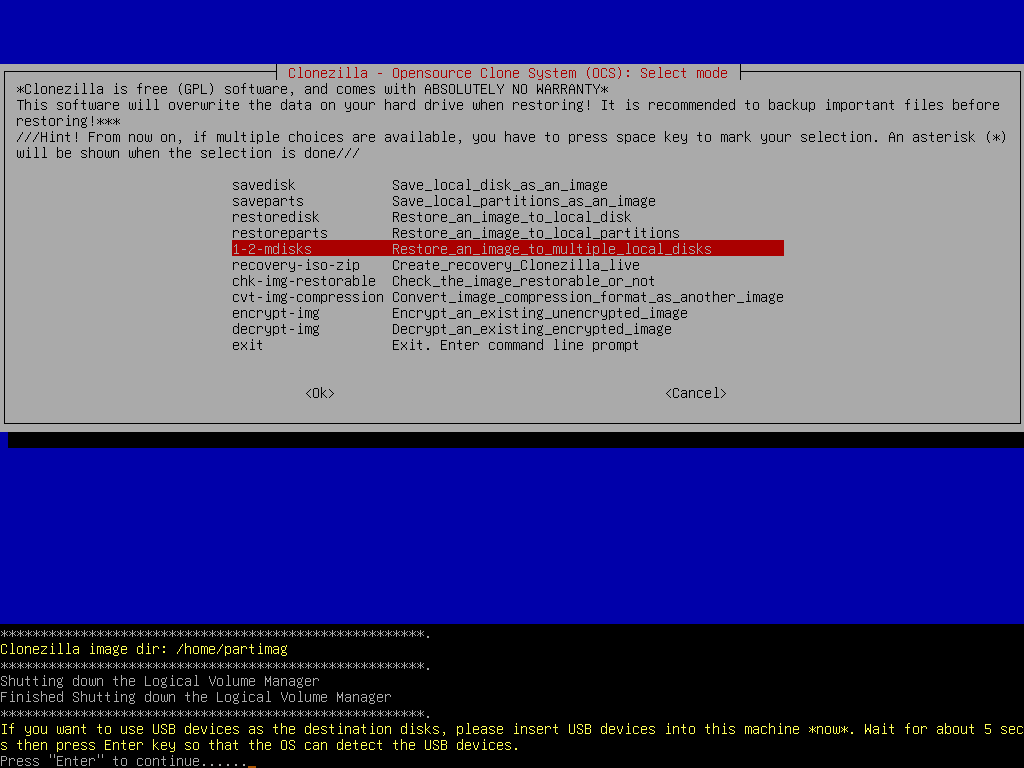 Clonezilla - Opensource Clone System (OCS): Select mode
*Clonezilla is free (GPL) software, and comes with ABSOLUTELY NO WARRANTY*
This software will overwrite the data on your hard drive when restoring! It is recommended to backup important files before
restoring!***
///Hint! From now on, if multiple choices are available, you have to press space key to mark your selection. An asterisk (*)
will be shown when the selection is done///
savedisk Save_local_disk_as_an_image
saveparts Save_local_partitions_as_an_image
restoredisk Restore_an_image_to_local_disk
restoreparts Restore_an_image_to_local_partitions
1-2-mdisks Restore_an_image_to_multiple_local_disks
recovery-iso-zip Create_recovery_Clonezilla_live
chk-img-restorable Check_the_image_restorable_or_not
cvt-img-compression Convert_image_compression_format_as_another_image
encrypt-img Encrypt_an_existing_unencrypted_image
decrypt-img Decrypt_an_existing_encrypted_image
exit Exit. Enter command line prompt
<Ok> <Cancel>
*****************************************************.
Clonezilla image dir: /home/partimag
*****************************************************.
Shutting down the Logical Volume Manager
Finished Shutting down the Logical Volume Manager
*****************************************************.
If you want to use USB devices as the destination disks, please insert USB devices into this machine *now*. Wait for about 5 sec
s then press Enter key so that the OS can detect the USB devices.
Press "Enter" to continue......_